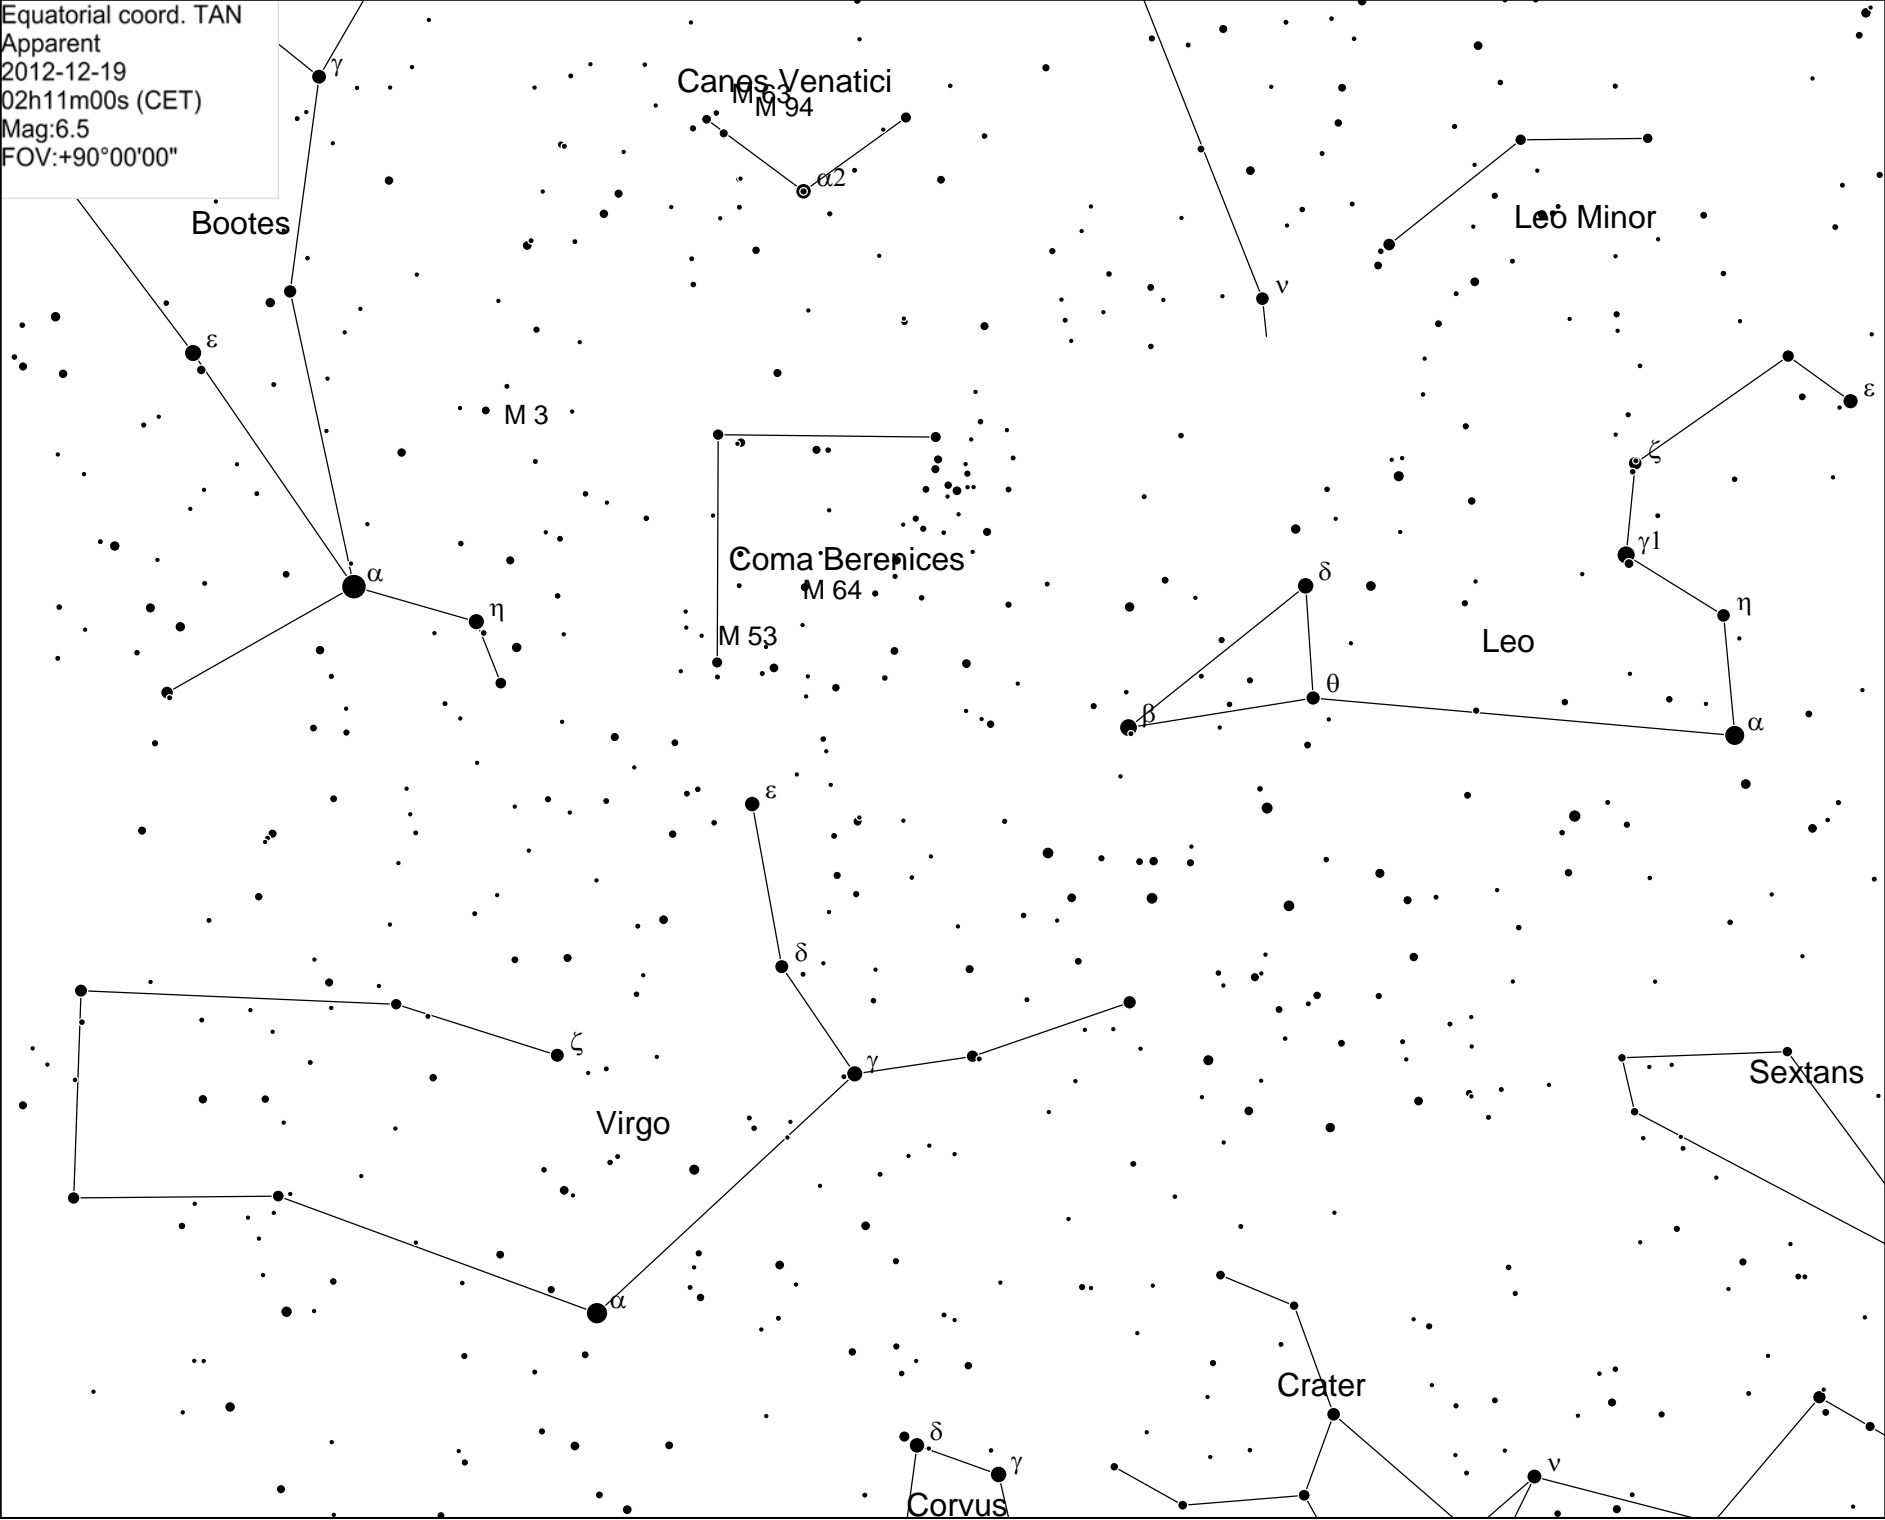 Equatorial coord. TAN
Apparent
2012-12-19
02h11m00s (CET)
Mag:6.5
FOV:+90°00'00"
γ
Canes Venatici
M 63
M 94
α2
Bootes
Leo Minor
ν
ε
ε
M 3
ζ
γ1
Coma Berenices
α
δ
M 64
η
η
M 53
Leo
θ
β
α
ε
δ
ζ
γ
Sextans
Virgo
α
Crater
δ
γ
ν
Corvus